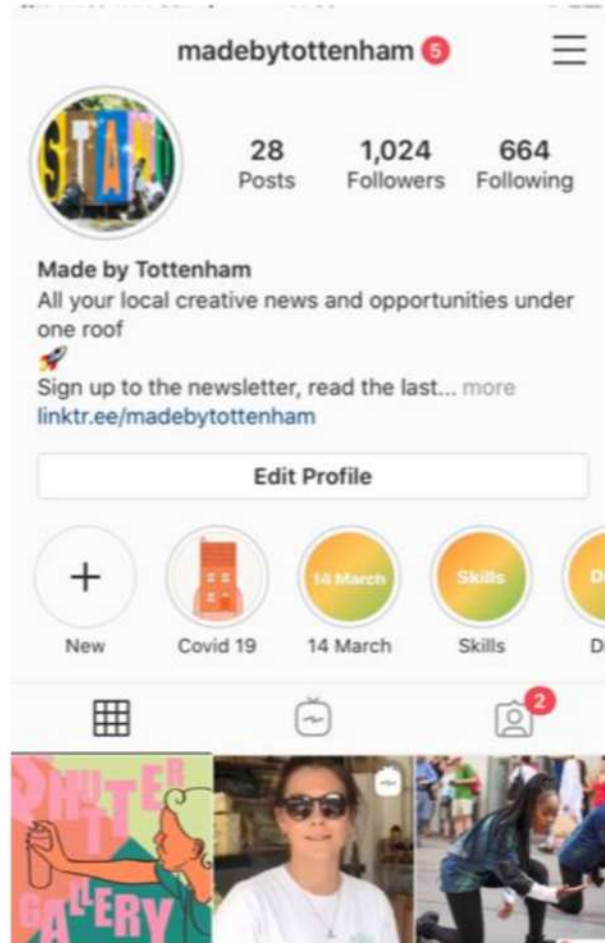 madebytottenham 5
STAND
28 1,024 664
Posts Followers Following
Made by Tottenham
All your local creative news and opportunities under
one roof
Sign up to the newsletter, read the last... more
linktr.ee/madebytottenham
Edit Profile
14 March Skills D
New Covid 19 14 March Skills D
2
SHUTTER
GALLERY